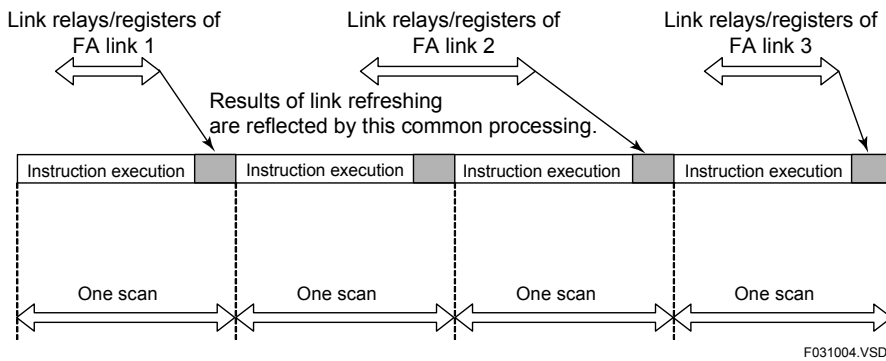 Link relays/registers of
FA link 1
Link relays/registers of
FA link 2
Link relays/registers of
FA link 3
Results of link refreshing
are reflected by this common processing.
Instruction execution
Instruction execution
Instruction execution
Instruction execution
One scan
One scan
One scan
One scan
F031004.VSD